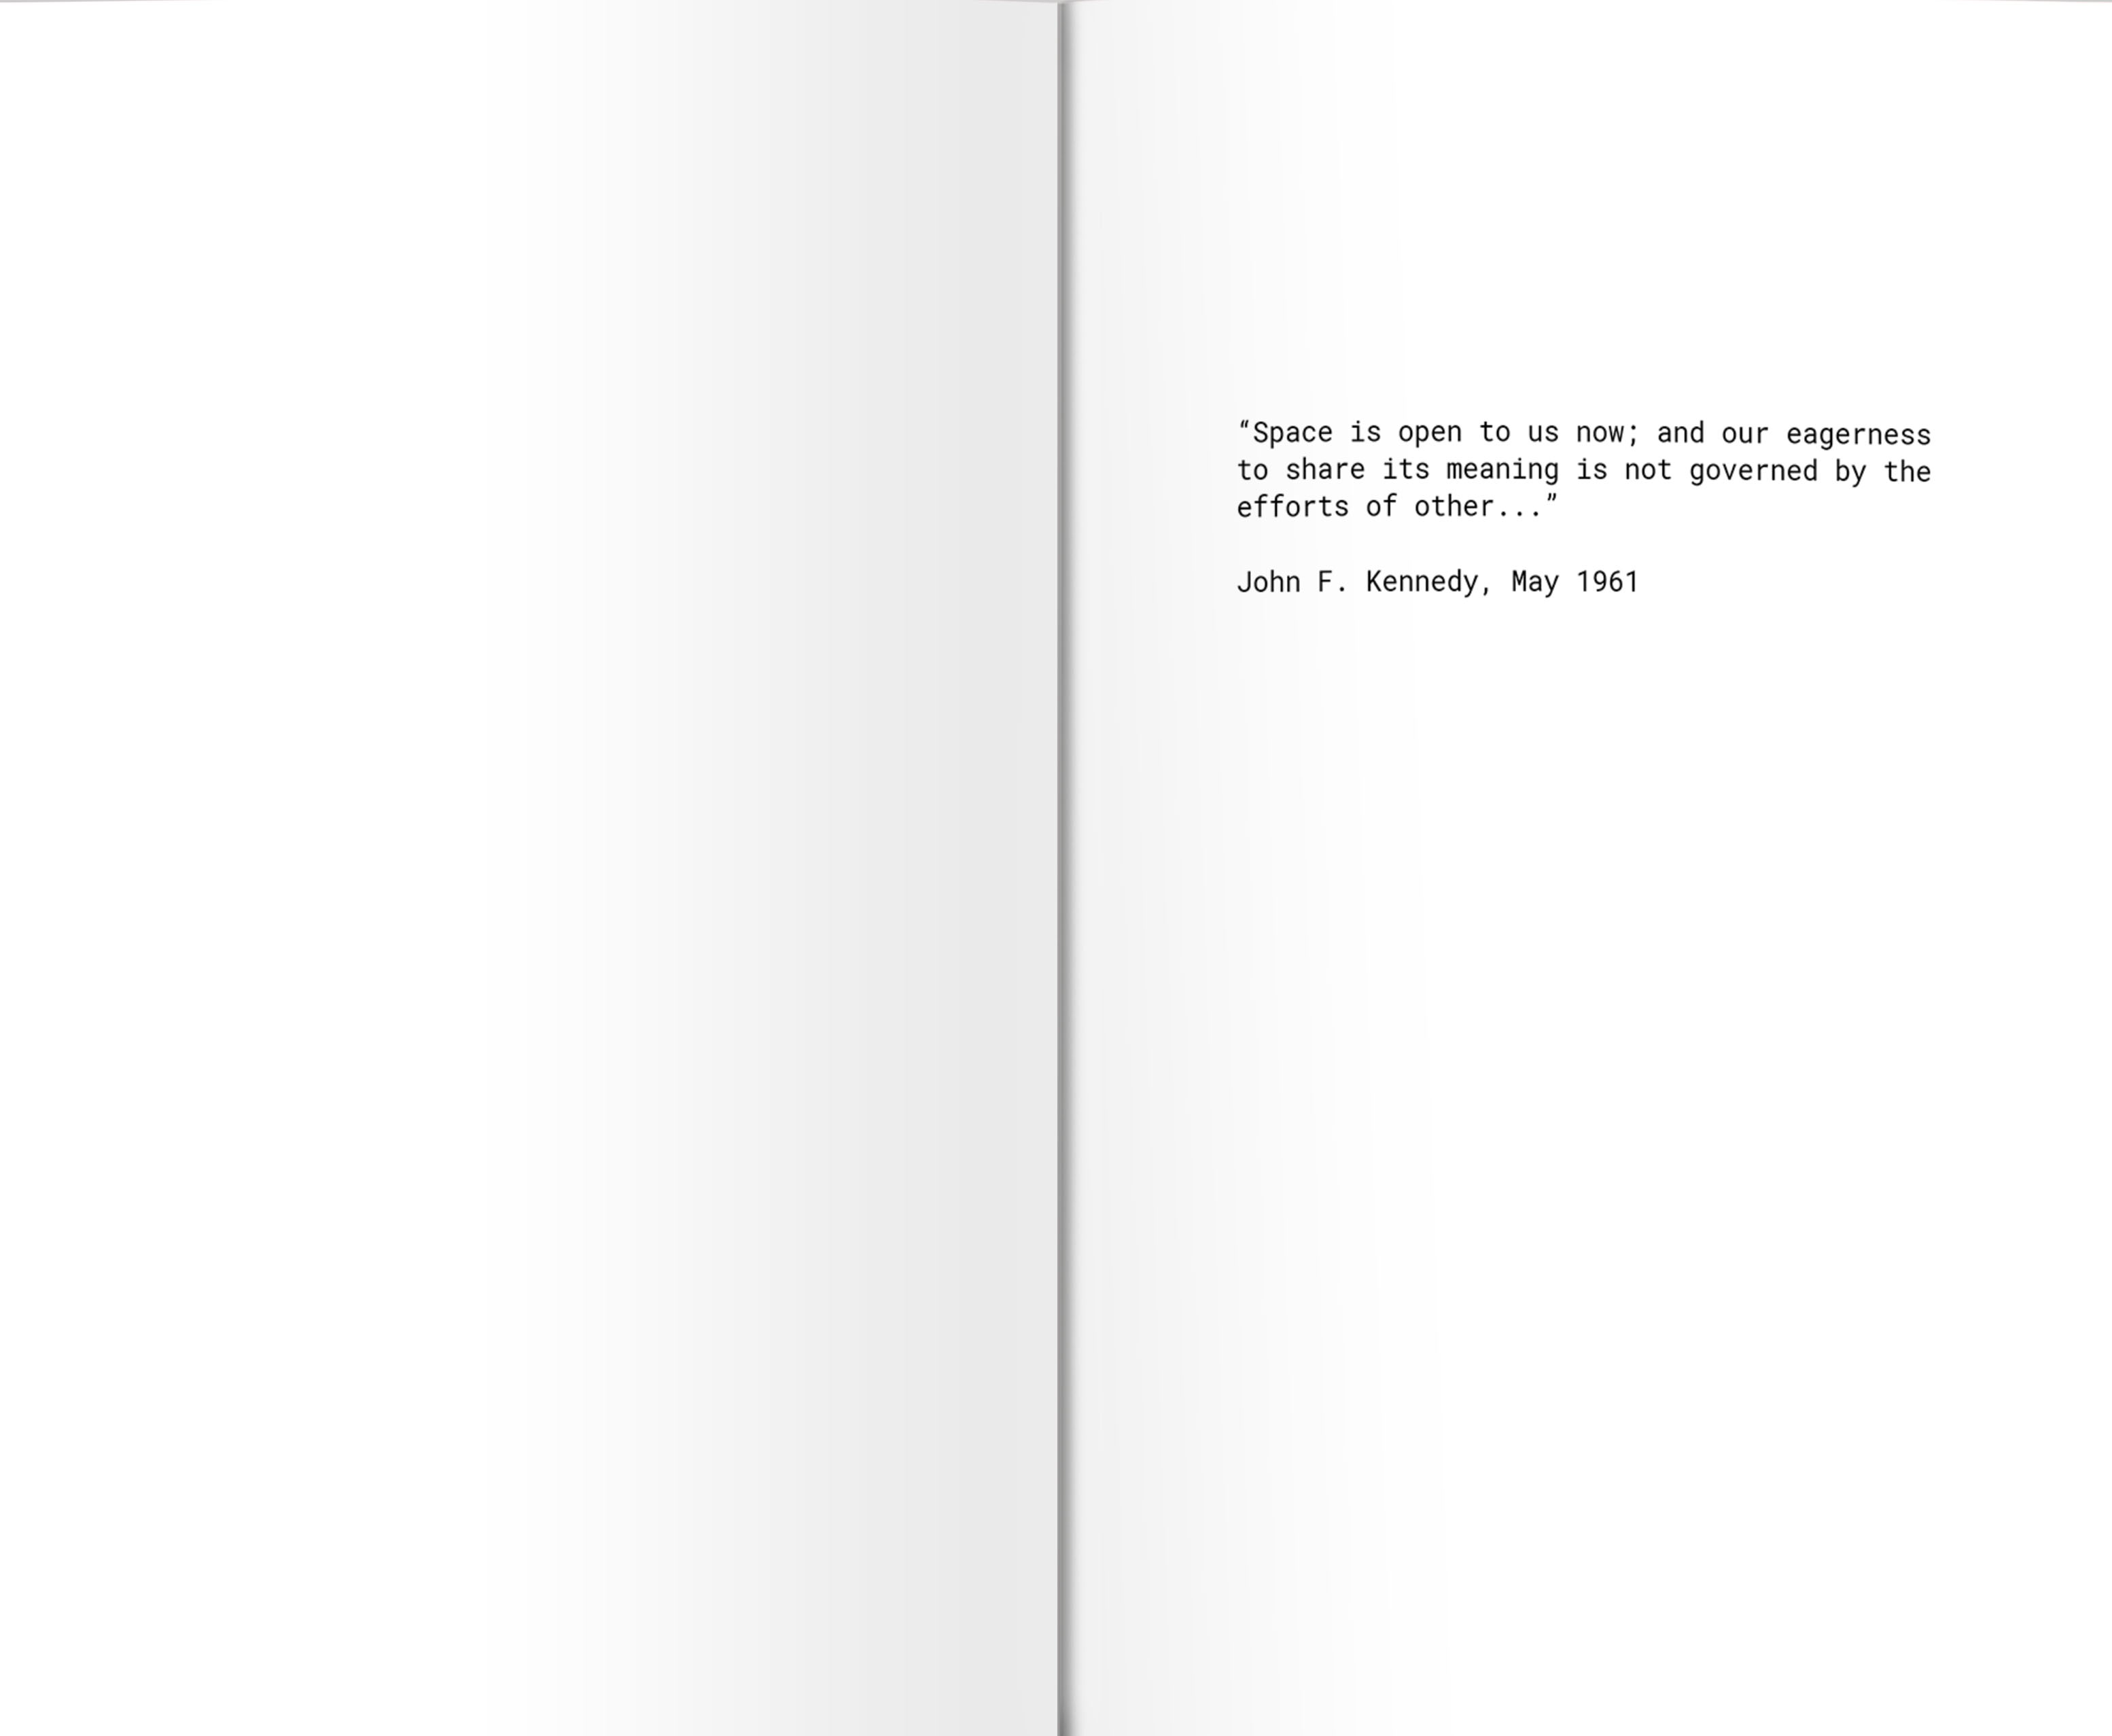 “Space is open to us now; and our eagerness
to share its meaning is not governed by the
efforts of other...”
John F. Kennedy, May 1961